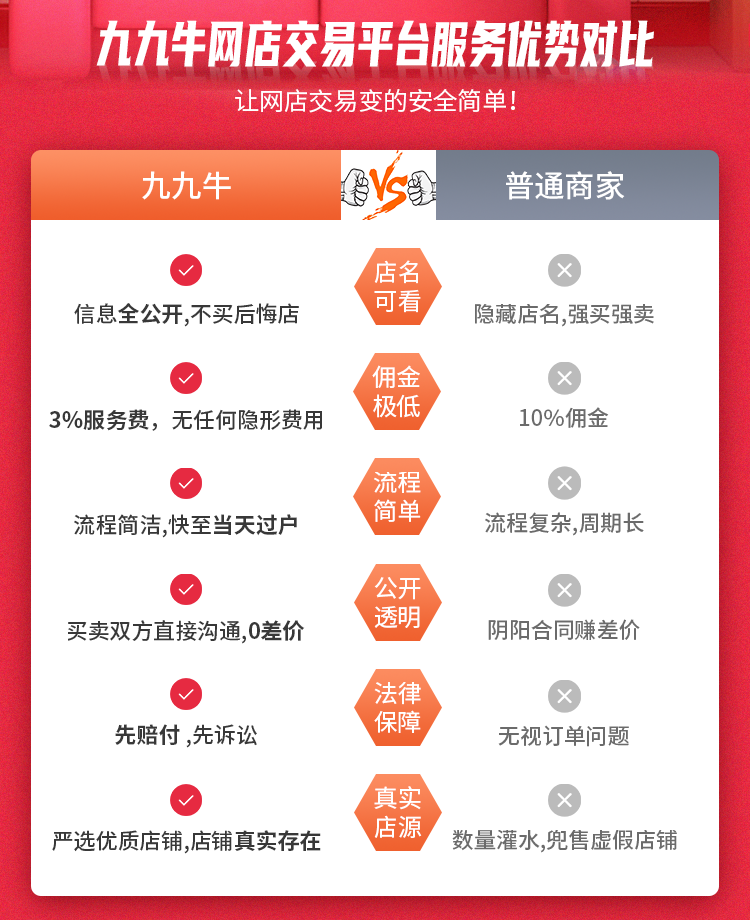 九九牛网店交易平台服务优势对比
让网店交易变的安全简单!
九九牛
VS
普通商家
店名
可看
信息全公开,不买后悔店
隐藏店名,强买强卖
佣金
极低
3%服务费，无任何隐形费用
10%佣金
流程
简单
流程简洁,快至当天过户
流程复杂,周期长
公开
透明
买卖双方直接沟通,0差价
阴阳合同赚差价
法律
保障
先赔付 ,先诉讼
无视订单问题
真实
店源
严选优质店铺,店铺真实存在
数量灌水,兜售虚假店铺